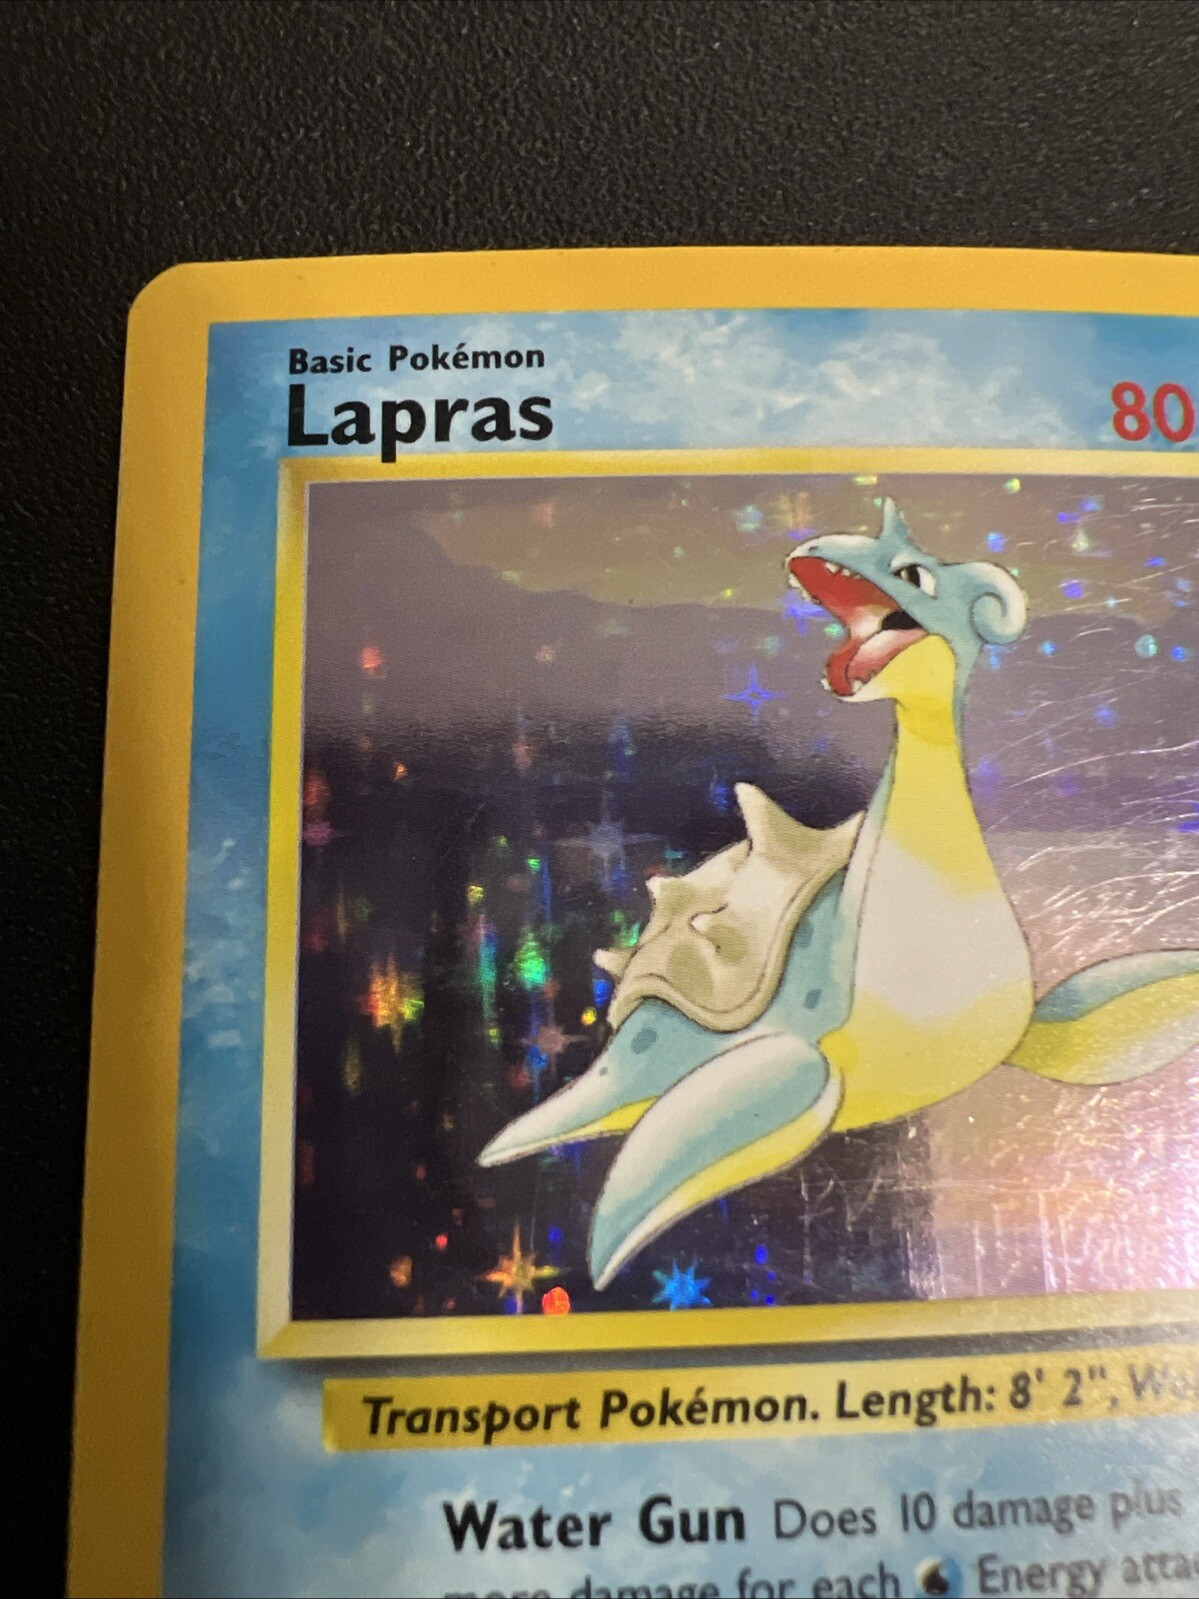 Basic Pokémon
Lapras
80
Transport Pokémon. Length: 8' 2",
Water Gun Does 10 damage plus
more damage for each Energy